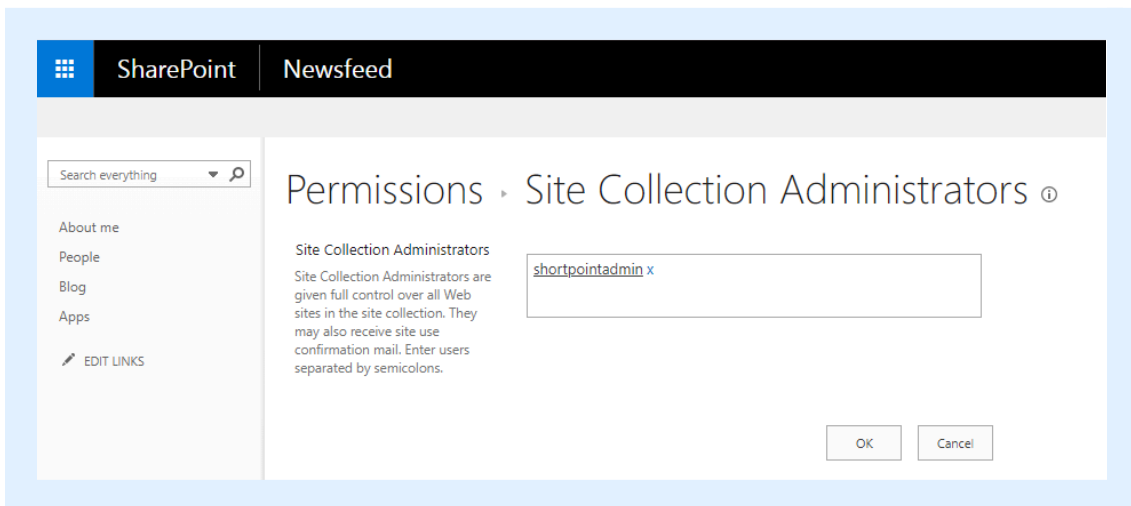 SharePoint Newsfeed
Search everything
About me
People
Blog
Apps
EDIT LINKS
Permissions Site Collection Administrators
Site Collection Administrators
Site Collection Administrators are
given full control over all Web
sites in the site collection. They
may also receive site use
confirmation mail. Enter users
separated by semicolons.
shortpointadmin x
OK Cancel